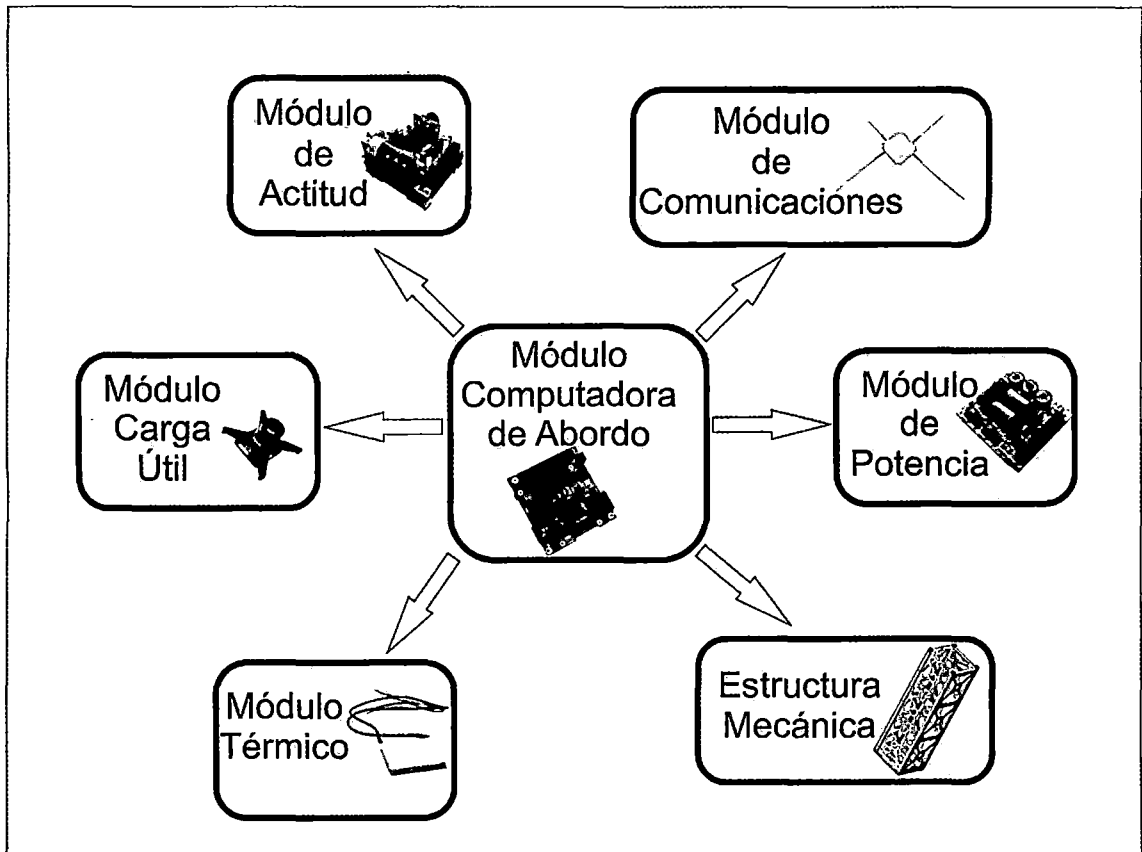 Módulo
de
Actitud
Módulo
de
Comunicaciones
Módulo
Computadora
de Abordo
Módulo
Carga
Útil
Módulo
de
Potencia
Módulo
Térmico
Estructura
Mecánica